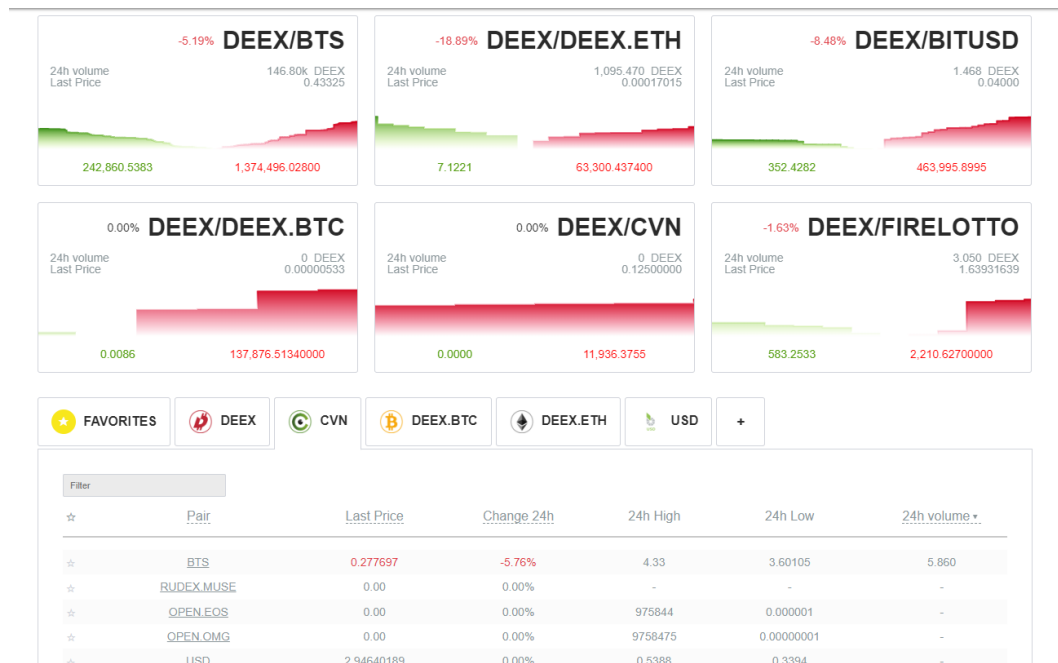 -5.19% DEEX/BTS
24h volume 146.80k DEEX
Last Price 0.43325
242,860.5383 1,374,496.02800
-18.89% DEEX/DEEX.ETH
24h volume 1,095.470 DEEX
Last Price 0.00017015
7.1221 63,300.437400
-8.48% DEEX/BITUSD
24h volume 1.468 DEEX
Last Price 0.04000
352.4282 463,995.8995
0.00% DEEX/DEEX.BTC
24h volume 0 DEEX
Last Price 0.00000533
0.0086 137,876.51340000
0.00% DEEX/CVN
24h volume 0 DEEX
Last Price 0.12500000
0.0000 11,936.3755
-1.63% DEEX/FIRELOTTO
24h volume 3.050 DEEX
Last Price 1.63931639
583.2533 2,210.62700000
FAVORITES DEEX CVN DEEX.BTC DEEX.ETH USD +
Filter
Pair Last Price Change 24h 24h High 24h Low 24h volume
BTS 0.277697 -5.76% 4.33 3.60105 5.860
RUDEX.MUSE 0.00 0.00% - - -
OPEN.EOS 0.00 0.00% 975844 0.000001 -
OPEN.OMG 0.00 0.00% 9758475 0.00000001 -
USD 2.94640189 0.00% 0.5388 0.3394 -